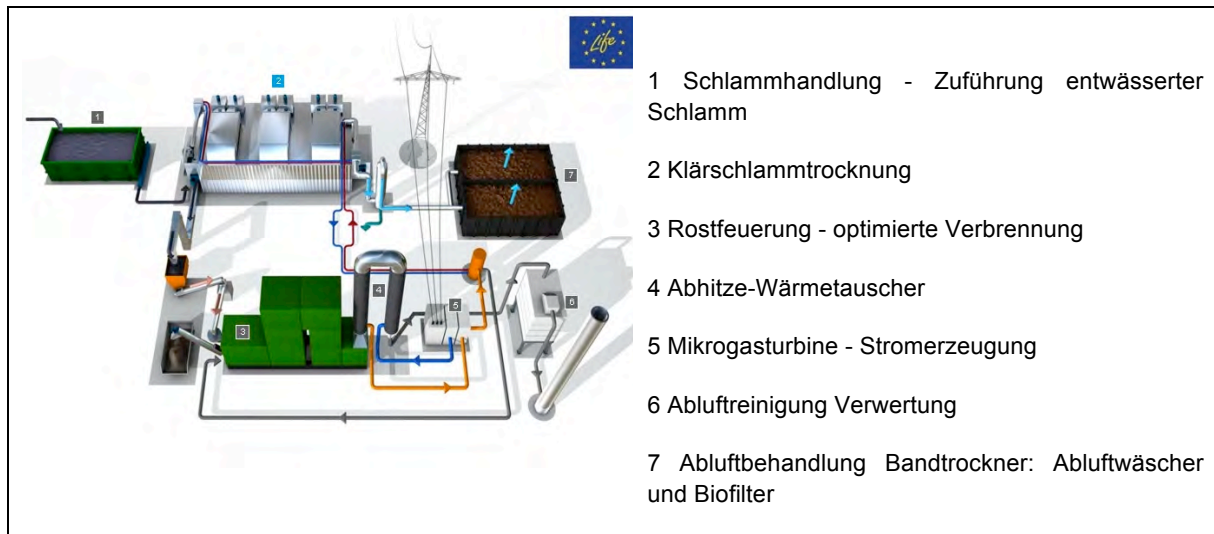 Life
1
2
3
4
5
6
7
1 Schlammhandlung - Zuführung entwässerter
Schlamm
2 Klärschlammtrocknung
3 Rostfeuerung - optimierte Verbrennung
4 Abhitze-Wärmetauscher
5 Mikrogasturbine - Stromerzeugung
6 Abluftreinigung Verwertung
7 Abluftbehandlung Bandtrockner: Abluftwäscher
und Biofilter